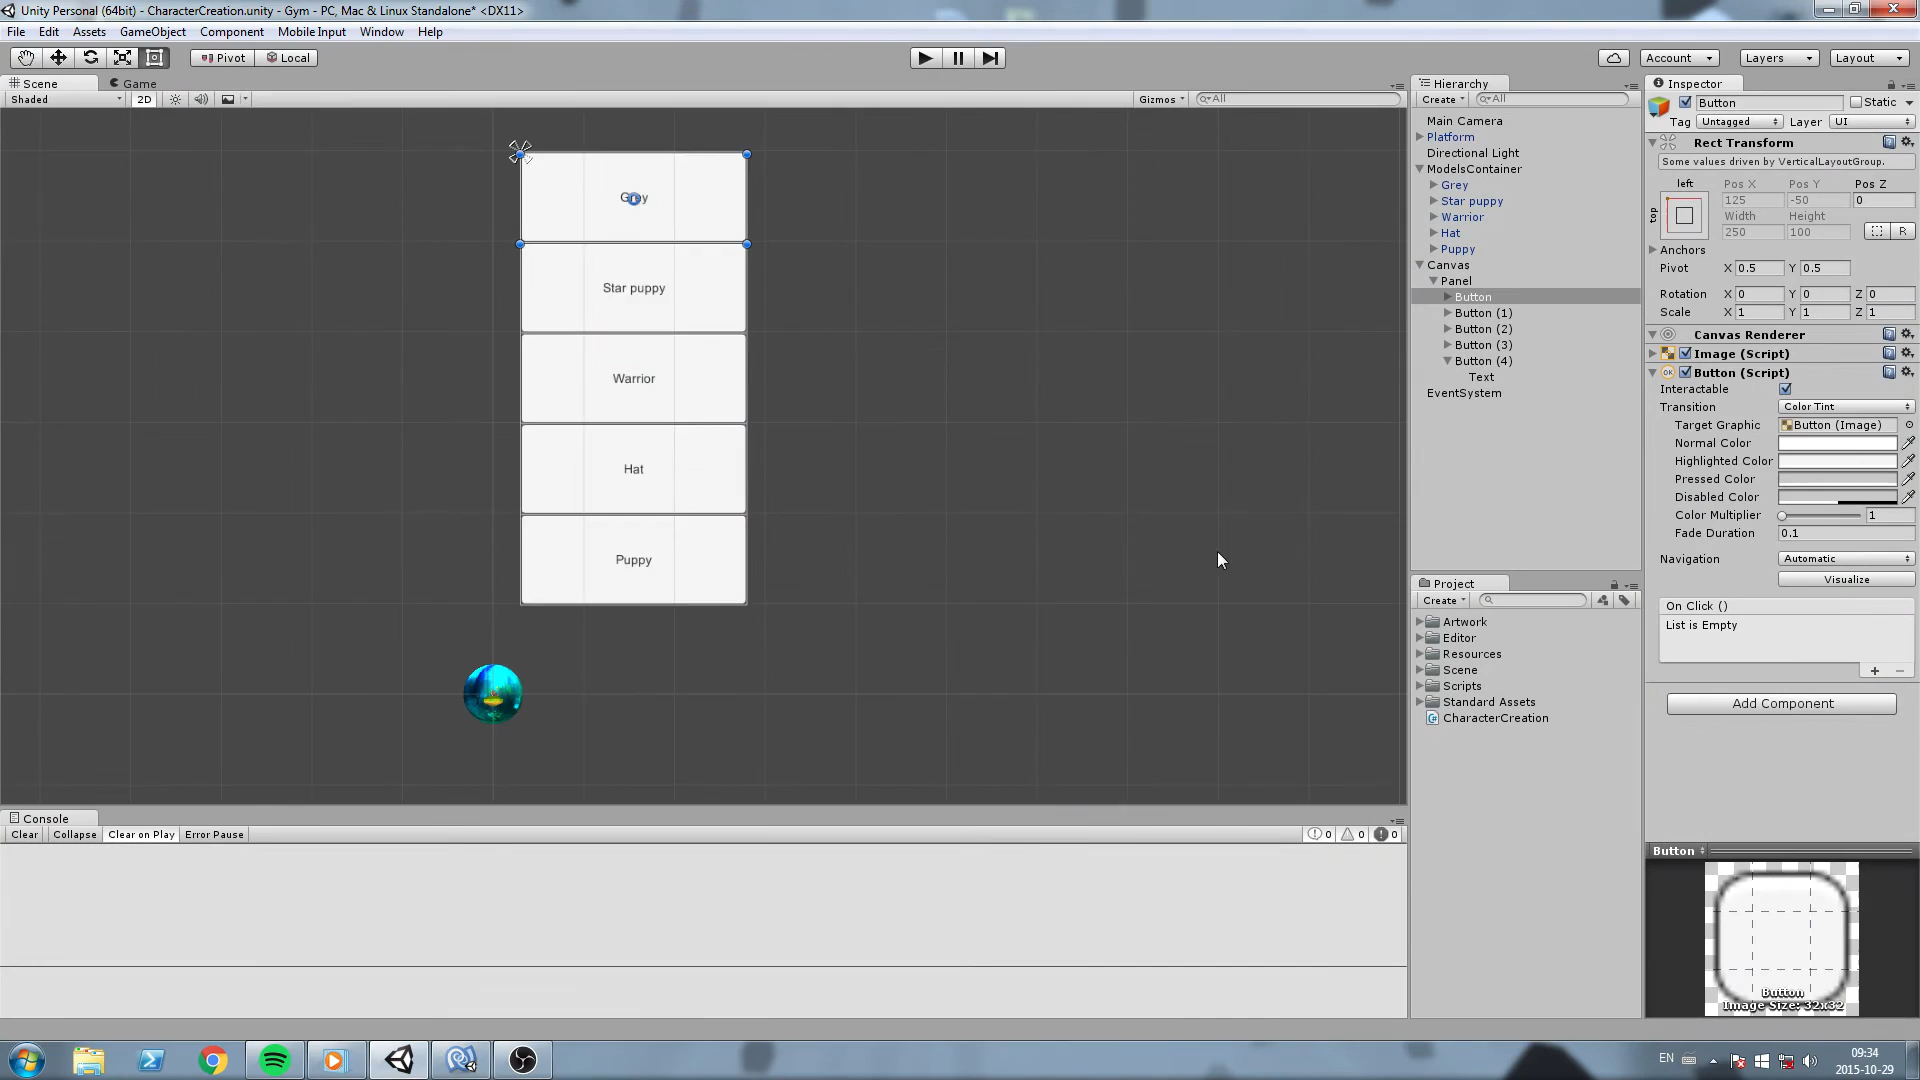 Unity Personal (64bit) - CharacterCreation.unity - Gym - PC, Mac & Linux Standalone* <DX11>
File Edit Assets GameObject Component Mobile Input Window Help
Pivot Local Account Layers Layout
Scene Game Hierarchy Inspector
Shaded 2D Gizmos All Create All
Button Static
Tag Untagged Layer UI
Main Camera
Platform
Directional Light
ModelsContainer
Grey
Star puppy
Warrior
Hat
Puppy
Canvas
Panel
Button
Button (1)
Button (2)
Button (3)
Button (4)
Text
EventSystem
Rect Transform
Some values driven by VerticalLayoutGroup.
left Pos X Pos Y Pos Z
top 125 -50 0
Width Height
250 100 R
Anchors
Pivot X 0.5 Y 0.5
Rotation X 0 Y 0 Z 0
Scale X 1 Y 1 Z 1
Canvas Renderer
Image (Script)
Button (Script)
Interactable
Transition Color Tint
Target Graphic Button (Image)
Normal Color
Highlighted Color
Pressed Color
Disabled Color
Color Multiplier 1
Fade Duration 0.1
Navigation Automatic
Visualize
On Click ()
List is Empty
Add Component
Grey
Star puppy
Warrior
Hat
Puppy
Project
Create
Artwork
Editor
Resources
Scene
Scripts
Standard Assets
CharacterCreation
Console
Clear Collapse Clear on Play Error Pause 0 0 0
Button
Button
Image Size: 32x32
EN
09:34
2015-10-29